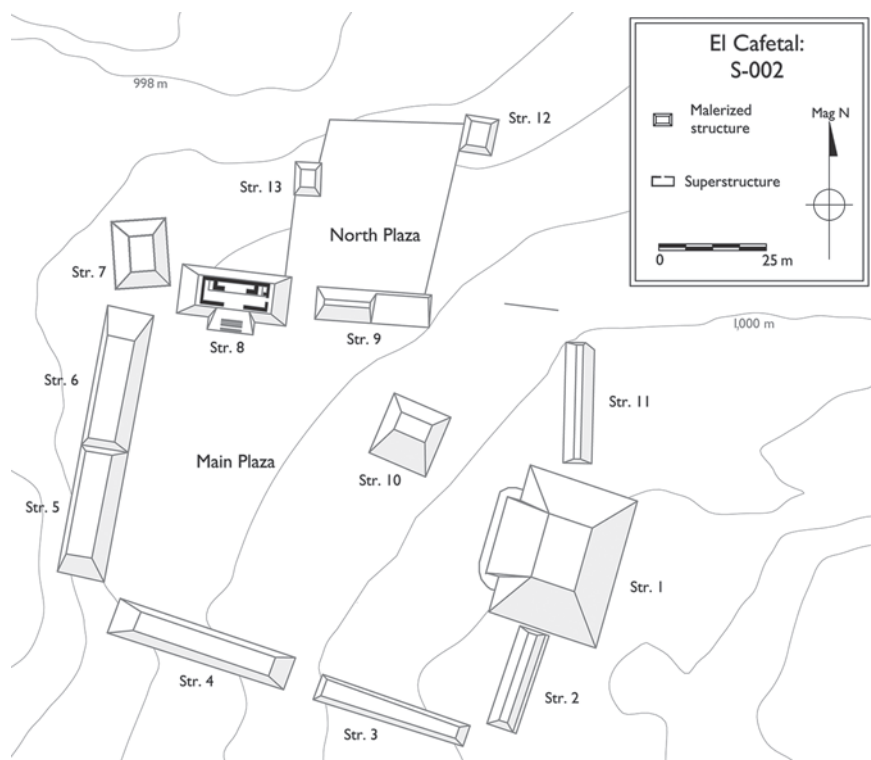 El Cafetal:
S-002
Malerized
structure
Mag N
Superstructure
0
25 m
998 m
Str. 12
Str. 13
North Plaza
Str. 7
Str. 8
Str. 9
1,000 m
Str. 6
Str. 11
Main Plaza
Str. 10
Str. 5
Str. 1
Str. 4
Str. 2
Str. 3